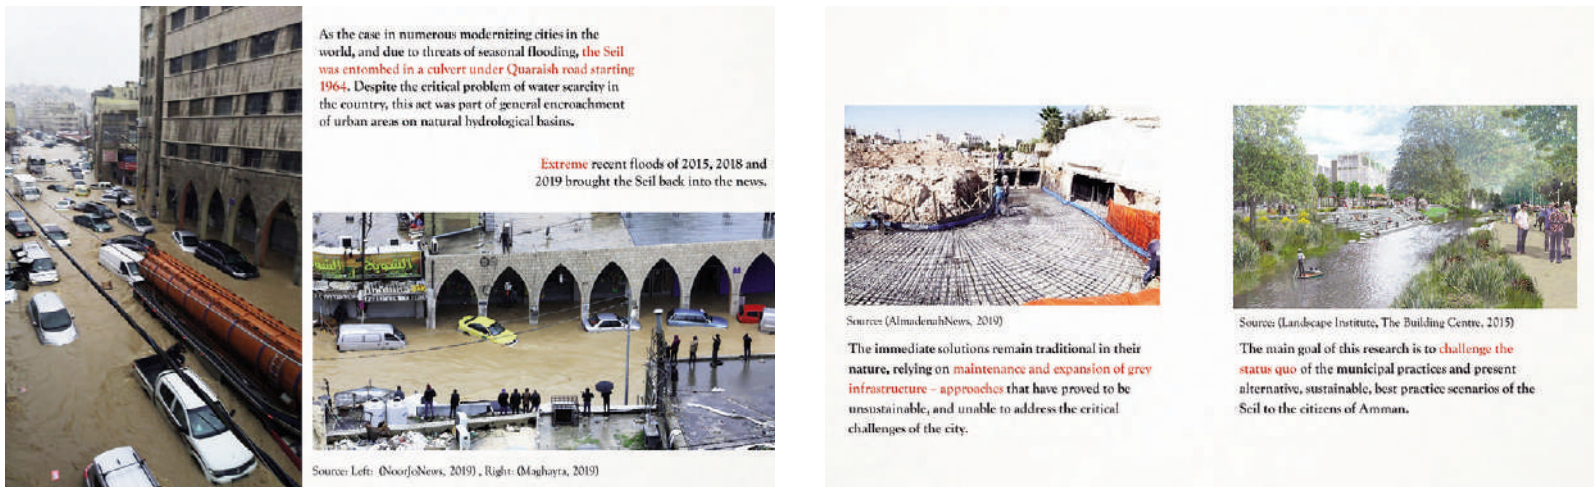 As the case in numerous modernizing cities in the
world, and due to threats of seasonal flooding, the Seil
was entombed in a culvert under Quaraish road starting
1964. Despite the critical problem of water scarcity in
the country, this act was part of general encroachment
of urban areas on natural hydrological basins.
Extreme recent floods of 2015, 2018 and
2019 brought the Seil back into the news.
الشويخ
Source: Left: (NoorJoNews, 2019) , Right: (Maghayta, 2019)
Source: (AlmadenahNews, 2019)
The immediate solutions remain traditional in their
nature, relying on maintenance and expansion of grey
infrastructure – approaches that have proved to be
unsustainable, and unable to address the critical
challenges of the city.
Source: (Landscape Institute, The Building Centre, 2015)
The main goal of this research is to challenge the
status quo of the municipal practices and present
alternative, sustainable, best practice scenarios of the
Seil to the citizens of Amman.